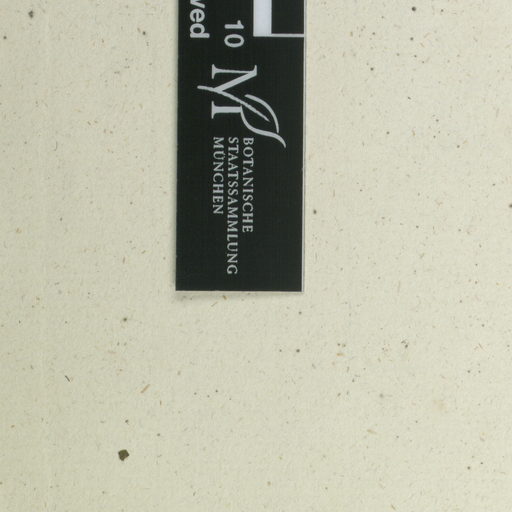 ved
10
BOTANISCHE
STAATSSAMMLUNG
MÜNCHEN